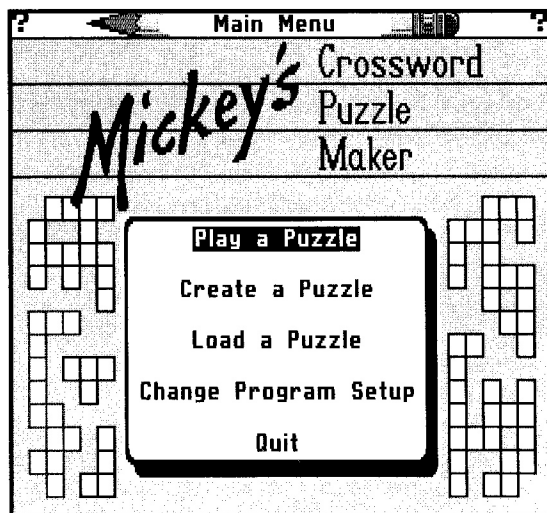 ? Main Menu ?
Mickey's Crossword
Puzzle
Maker
Play a Puzzle
Create a Puzzle
Load a Puzzle
Change Program Setup
Quit